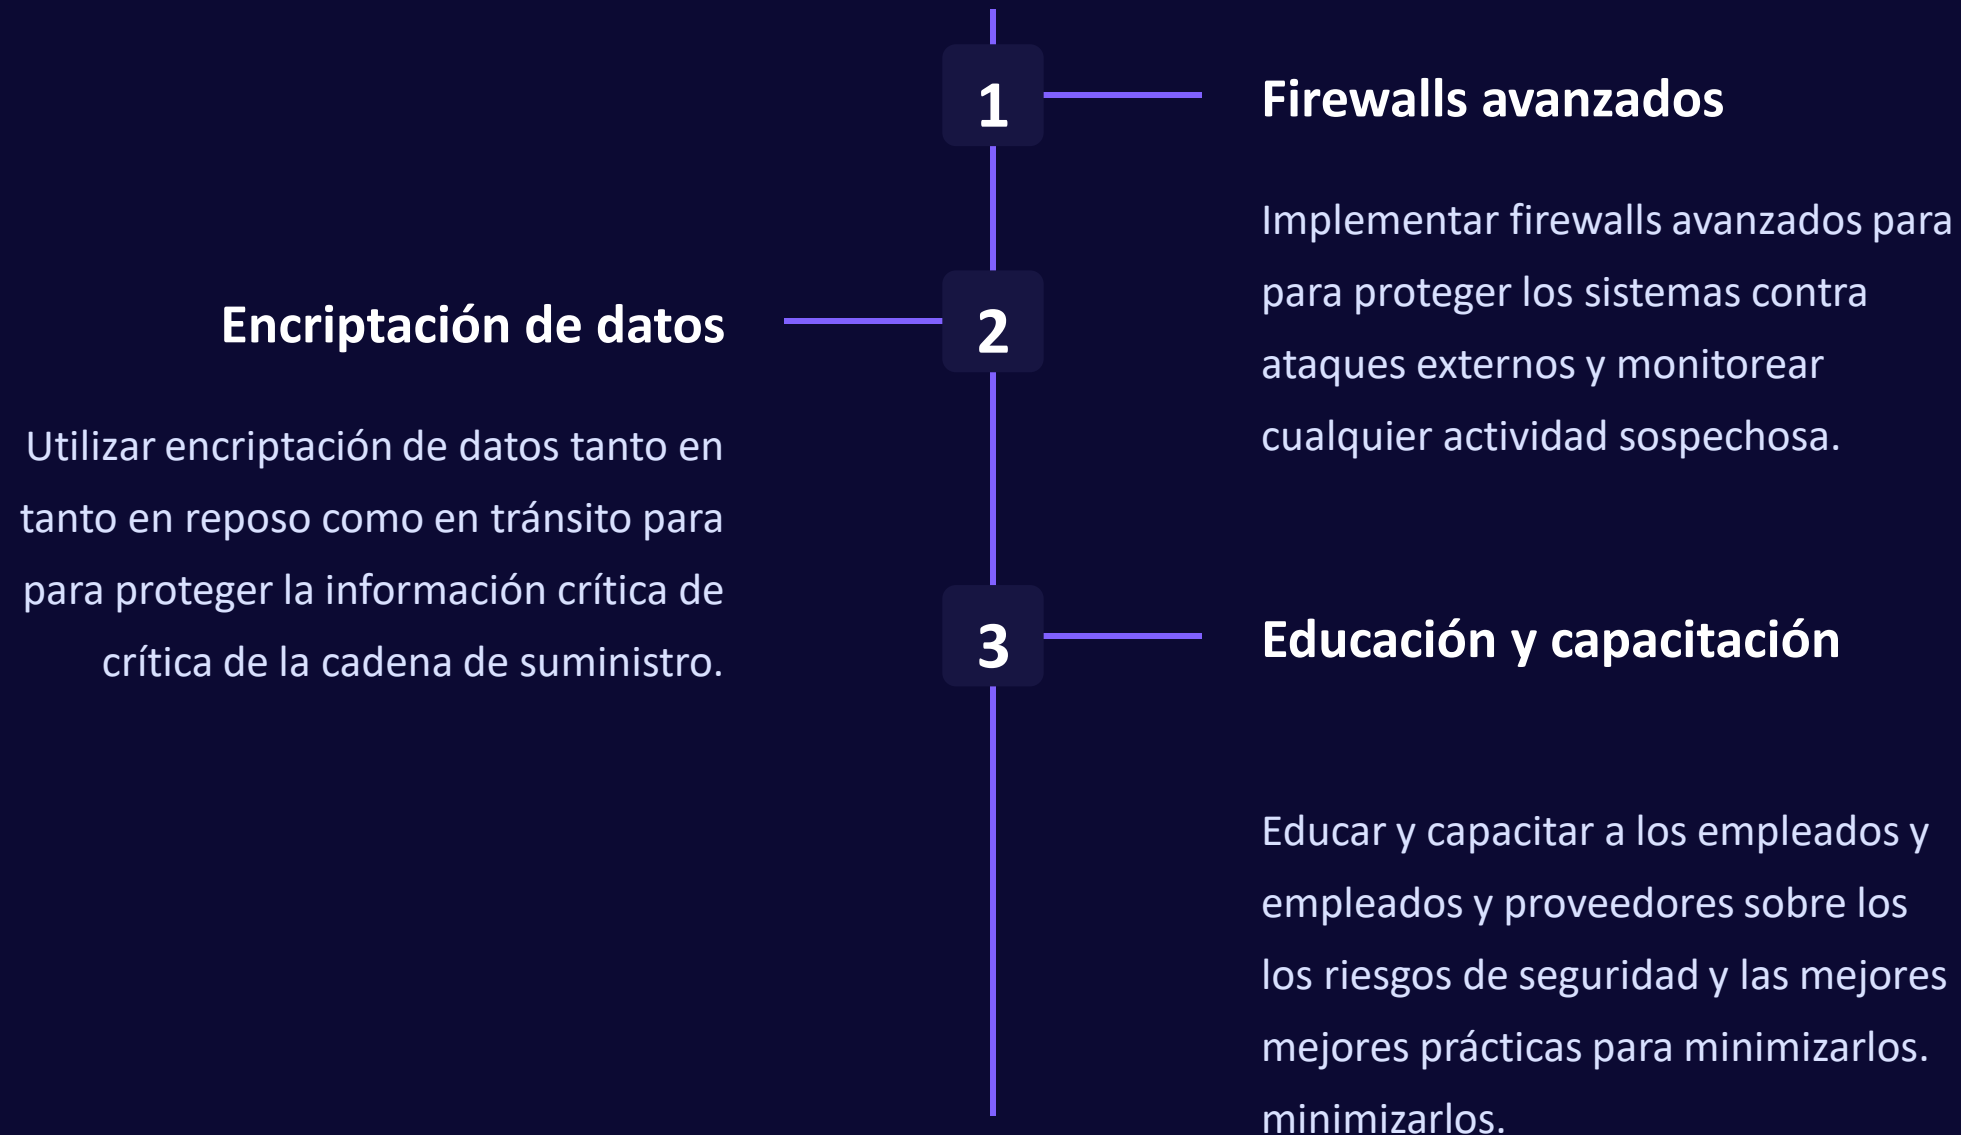 1
Firewalls avanzados
Implementar firewalls avanzados para
para proteger los sistemas contra
ataques externos y monitorear
cualquier actividad sospechosa.
2
Encriptación de datos
Utilizar encriptación de datos tanto en
tanto en reposo como en tránsito para
para proteger la información crítica de
crítica de la cadena de suministro.
3
Educación y capacitación
Educar y capacitar a los empleados y
empleados y proveedores sobre los
los riesgos de seguridad y las mejores
mejores prácticas para minimizarlos.
minimizarlos.